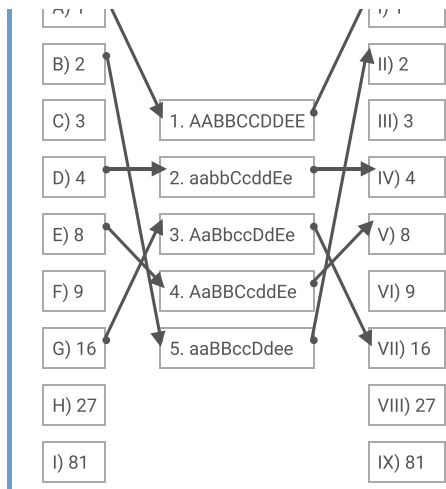 B) 2
C) 3
D) 4
E) 8
F) 9
G) 16
H) 27
I) 81
1. AABBCCDDEE
2. aabbCcddEe
3. AaBbccDdEe
4. AaBBCcddEe
5. aaBBccDdee
II) 2
III) 3
IV) 4
V) 8
VI) 9
VII) 16
VIII) 27
IX) 81